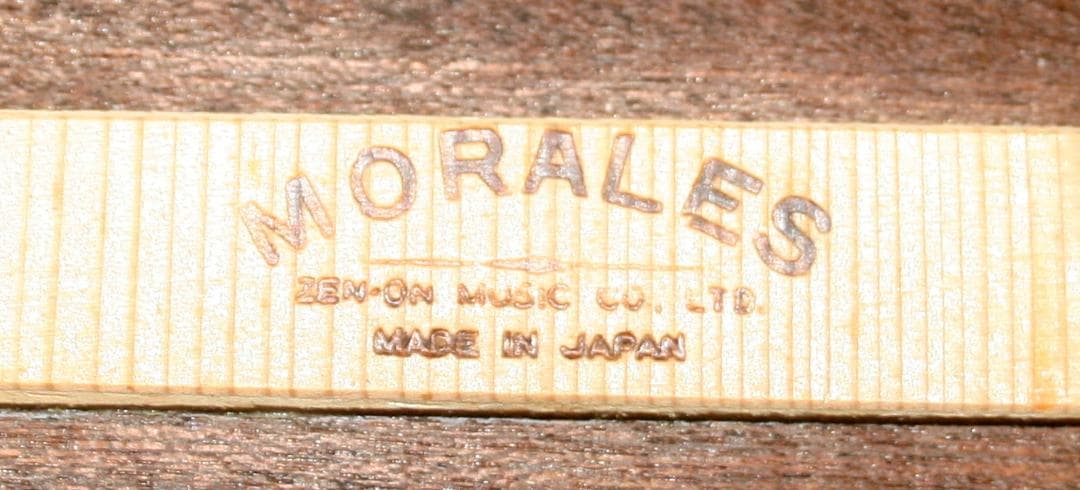 MORALES
ZEN-ON MUSIC CO., LTD.
MADE IN JAPAN